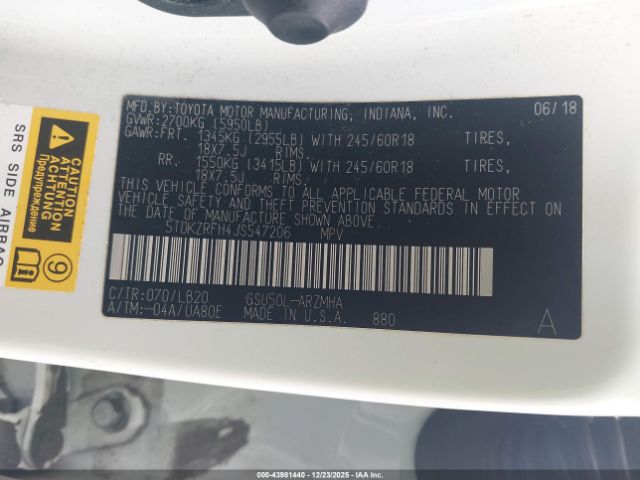 MFD.BY:TOYOTA MOTOR MANUFACTURING, INDIANA, INC. 06/18
GVWR:2700KG (5950LB)
GAWR:FRT. 1345KG (2955LB) WITH 245/60R18 TIRES,
18X7.5J RIMS.
RR. 1550KG (3415LB) WITH 245/60R18 TIRES,
18X7.5J RIMS.
THIS VEHICLE CONFORMS TO ALL APPLICABLE FEDERAL MOTOR
VEHICLE SAFETY AND THEFT PREVENTION STANDARDS IN EFFECT ON
THE DATE OF MANUFACTURE SHOWN ABOVE.
5TDKZRFH4JS547206 MPV
C/TR:070/LB20 GSU50L-ARZMHA
A/TM:-04A/UA80E MADE IN U.S.A. 880 A
SRS SIDE AIRBAG
CAUTION
ATTENTION
Предупреждение
9
i
000-43981440 - 12/23/2025 - IAAI.COM